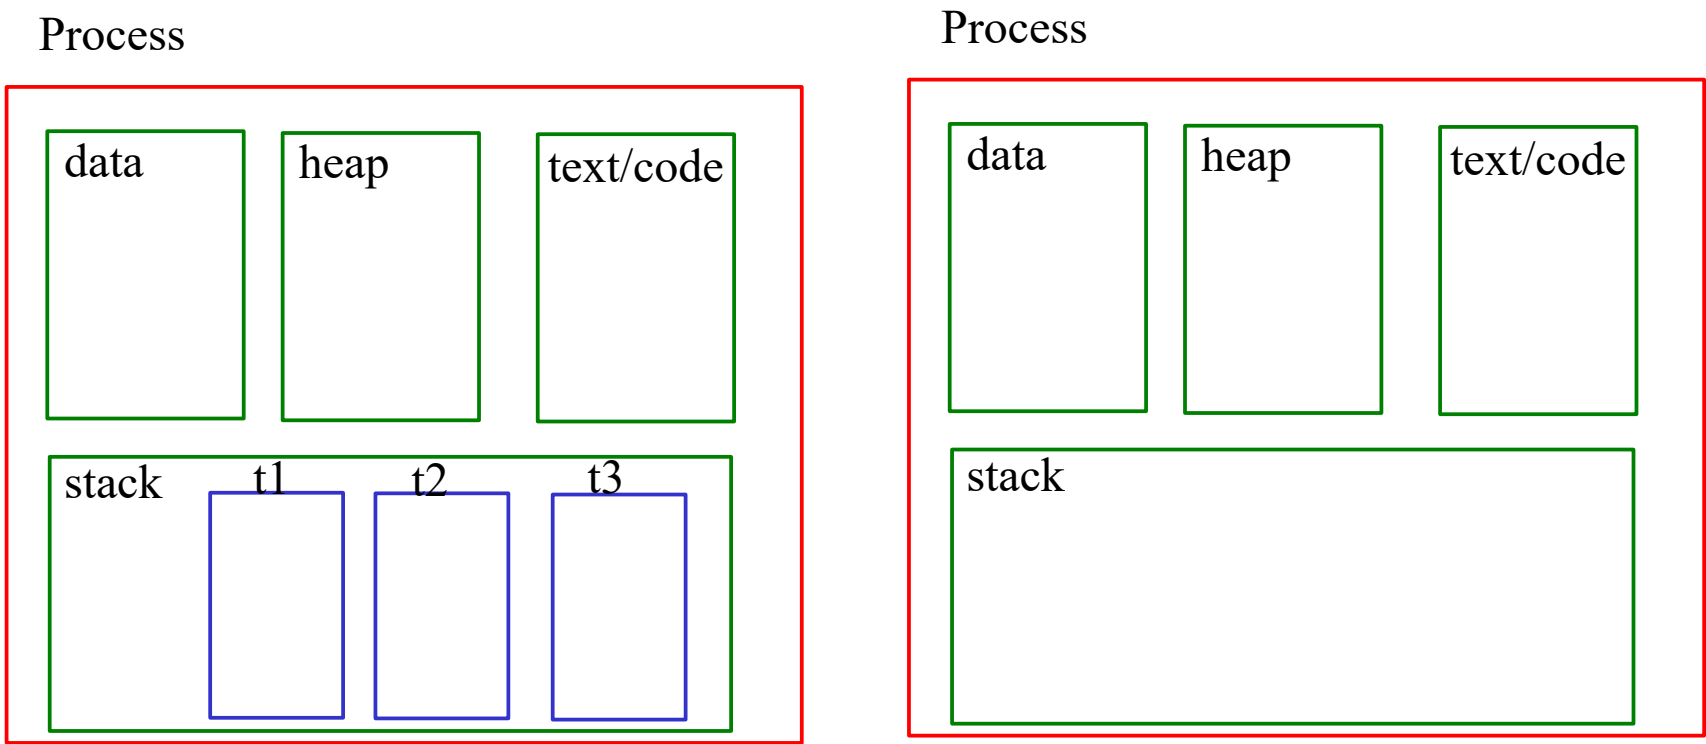 Process
data
heap
text/code
stack
t1
t2
t3
Process
data
heap
text/code
stack